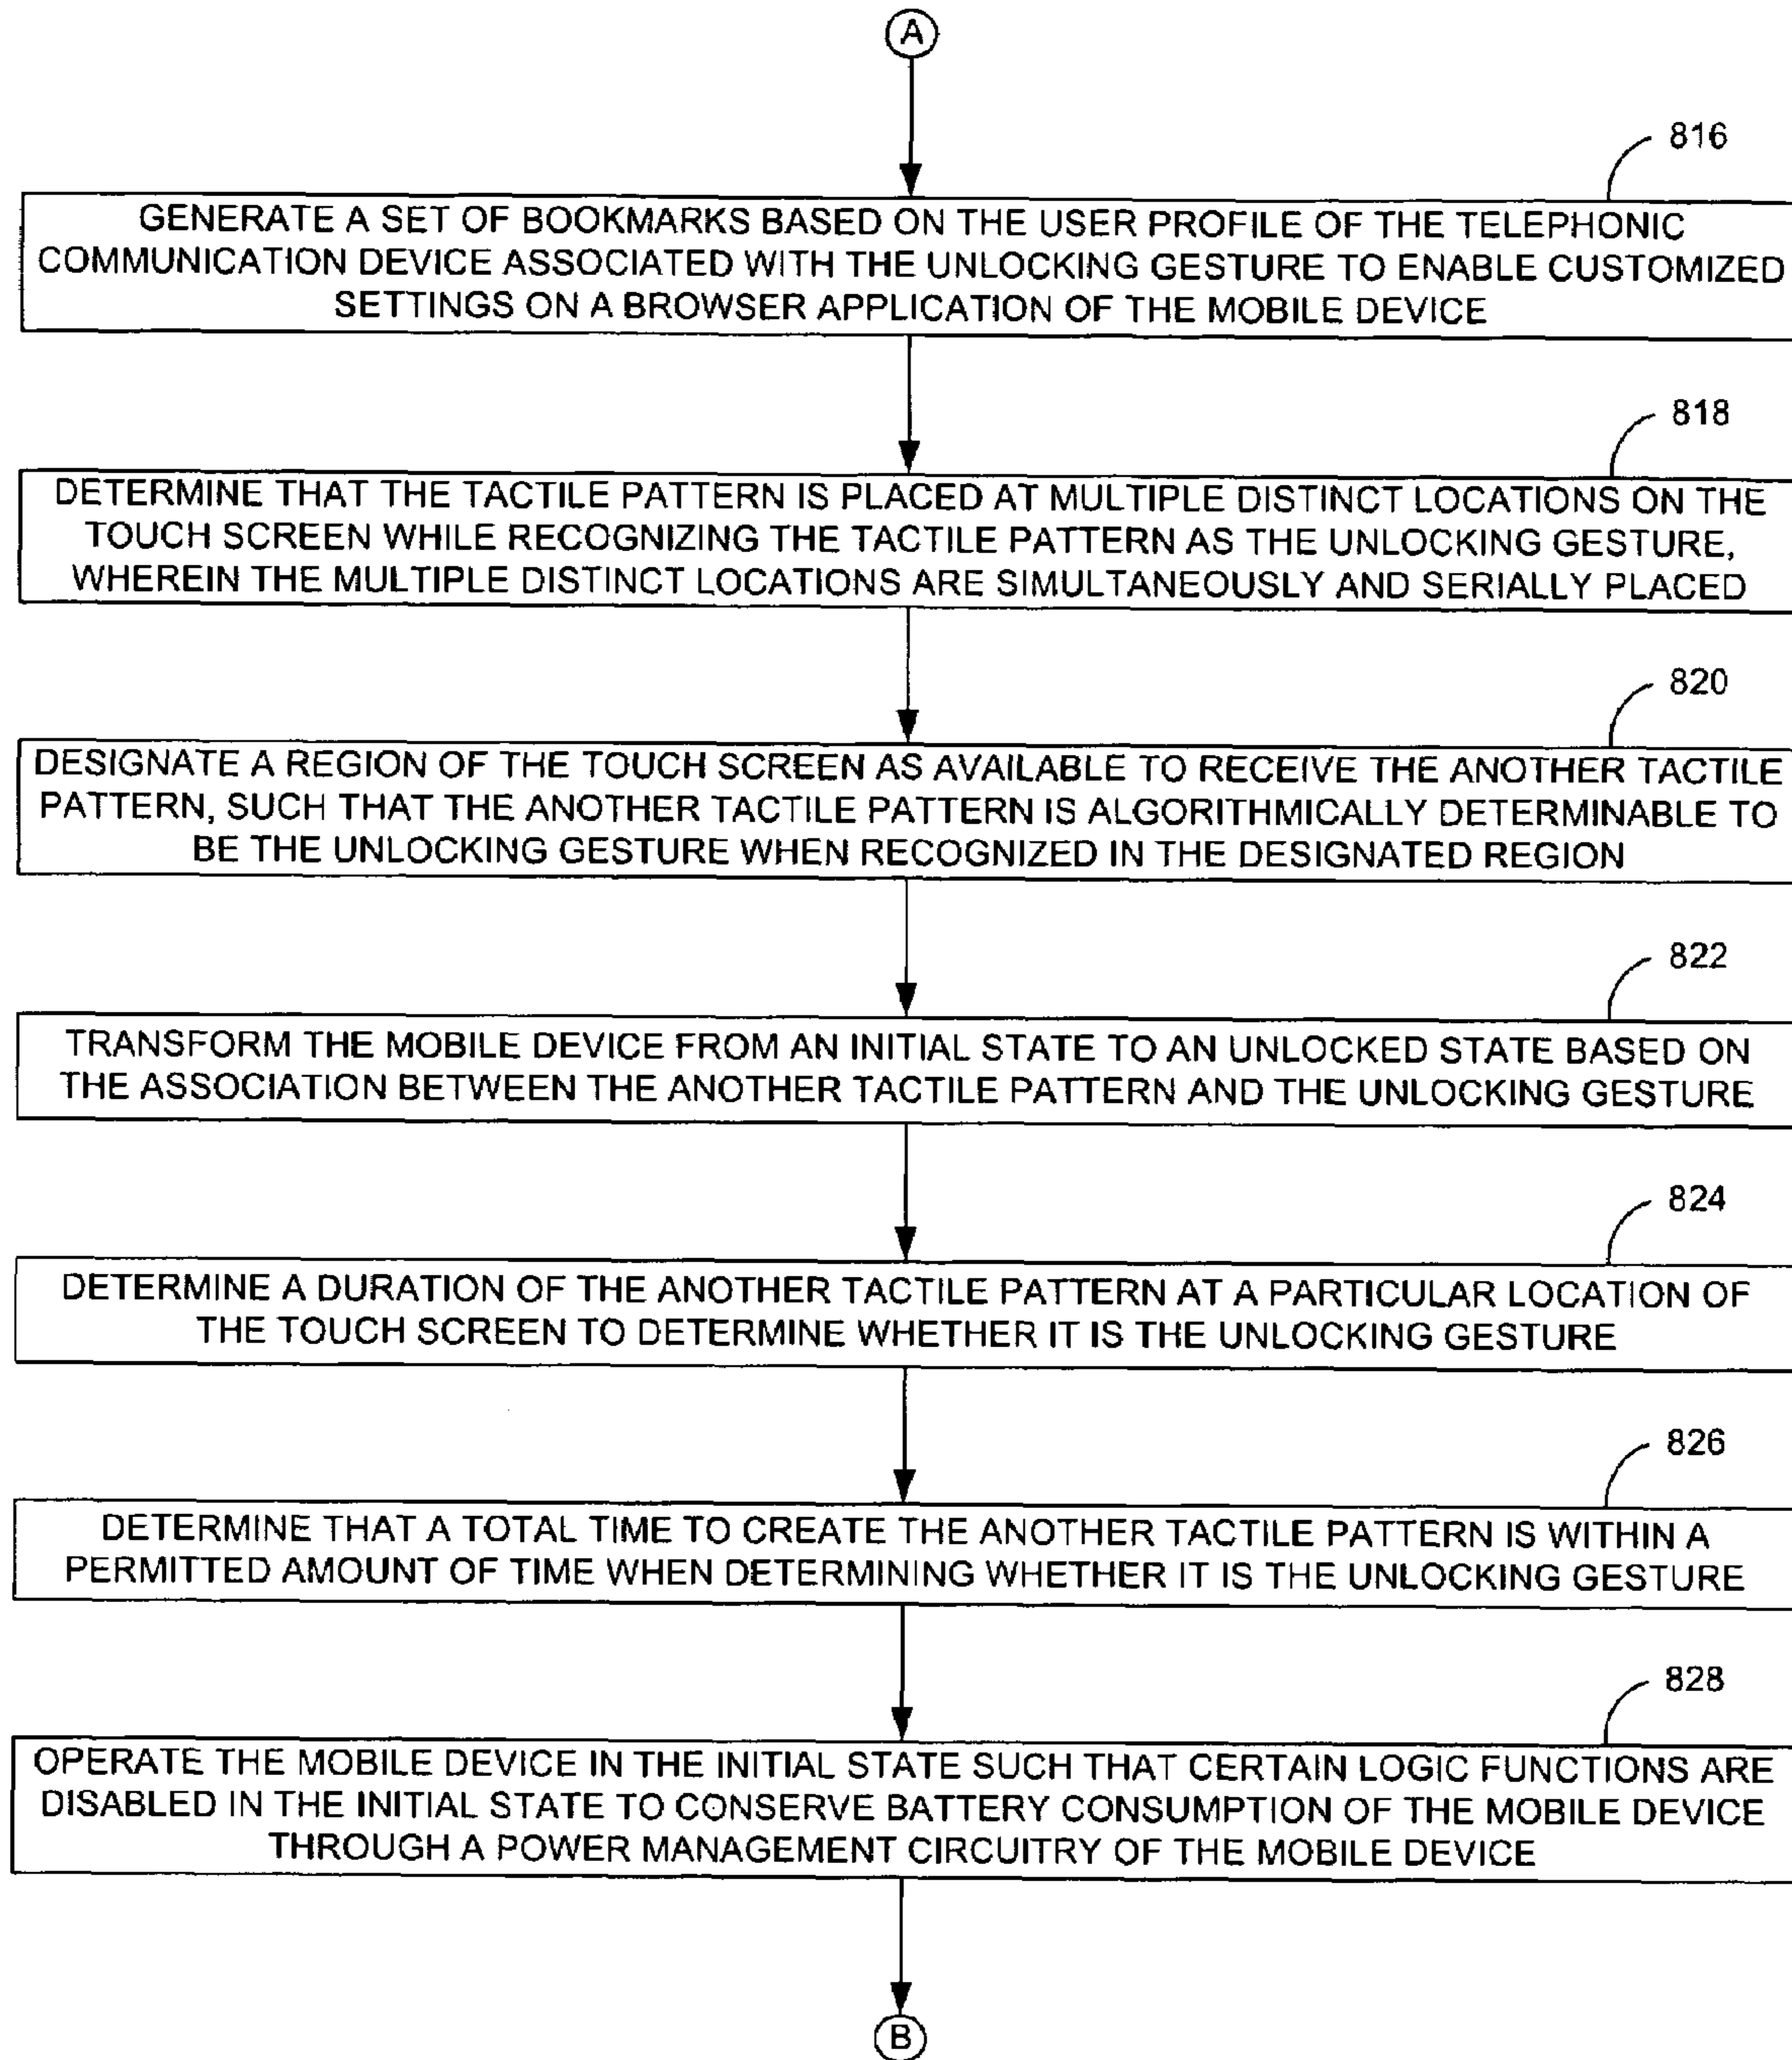 A
816
GENERATE A SET OF BOOKMARKS BASED ON THE USER PROFILE OF THE TELEPHONIC
COMMUNICATION DEVICE ASSOCIATED WITH THE UNLOCKING GESTURE TO ENABLE CUSTOMIZED
SETTINGS ON A BROWSER APPLICATION OF THE MOBILE DEVICE
818
DETERMINE THAT THE TACTILE PATTERN IS PLACED AT MULTIPLE DISTINCT LOCATIONS ON THE
TOUCH SCREEN WHILE RECOGNIZING THE TACTILE PATTERN AS THE UNLOCKING GESTURE,
WHEREIN THE MULTIPLE DISTINCT LOCATIONS ARE SIMULTANEOUSLY AND SERIALLY PLACED
820
DESIGNATE A REGION OF THE TOUCH SCREEN AS AVAILABLE TO RECEIVE THE ANOTHER TACTILE
PATTERN, SUCH THAT THE ANOTHER TACTILE PATTERN IS ALGORITHMICALLY DETERMINABLE TO
BE THE UNLOCKING GESTURE WHEN RECOGNIZED IN THE DESIGNATED REGION
822
TRANSFORM THE MOBILE DEVICE FROM AN INITIAL STATE TO AN UNLOCKED STATE BASED ON
THE ASSOCIATION BETWEEN THE ANOTHER TACTILE PATTERN AND THE UNLOCKING GESTURE
824
DETERMINE A DURATION OF THE ANOTHER TACTILE PATTERN AT A PARTICULAR LOCATION OF
THE TOUCH SCREEN TO DETERMINE WHETHER IT IS THE UNLOCKING GESTURE
826
DETERMINE THAT A TOTAL TIME TO CREATE THE ANOTHER TACTILE PATTERN IS WITHIN A
PERMITTED AMOUNT OF TIME WHEN DETERMINING WHETHER IT IS THE UNLOCKING GESTURE
828
OPERATE THE MOBILE DEVICE IN THE INITIAL STATE SUCH THAT CERTAIN LOGIC FUNCTIONS ARE
DISABLED IN THE INITIAL STATE TO CONSERVE BATTERY CONSUMPTION OF THE MOBILE DEVICE
THROUGH A POWER MANAGEMENT CIRCUITRY OF THE MOBILE DEVICE
B